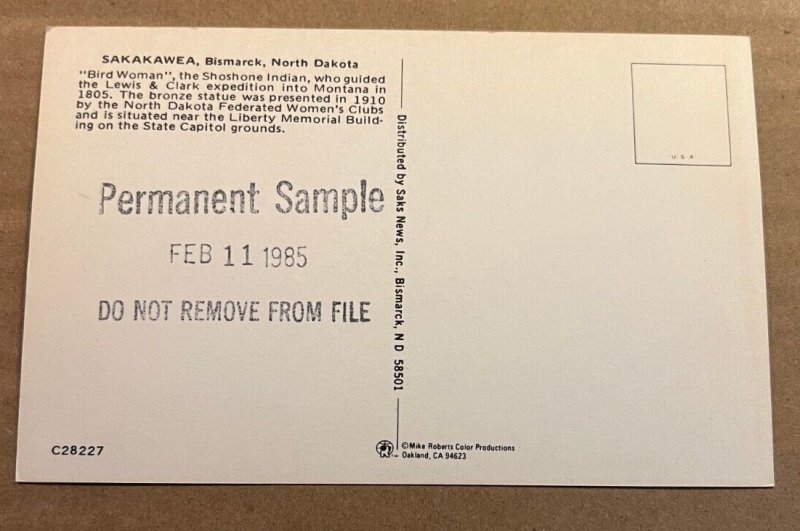 SAKAKAWEA, Bismarck, North Dakota
"Bird Woman", the Shoshone Indian, who guided
the Lewis & Clark expedition into Montana in
1805. The bronze statue was presented in 1910
by the North Dakota Federated Women's Clubs
and is situated near the Liberty Memorial Build-
ing on the State Capitol grounds.
Permanent Sample
FEB 11 1985
DO NOT REMOVE FROM FILE
C28227
Distributed by Saks News, Inc., Bismarck, N D 58501
©Mike Roberts Color Productions
Oakland, CA 94623
USA